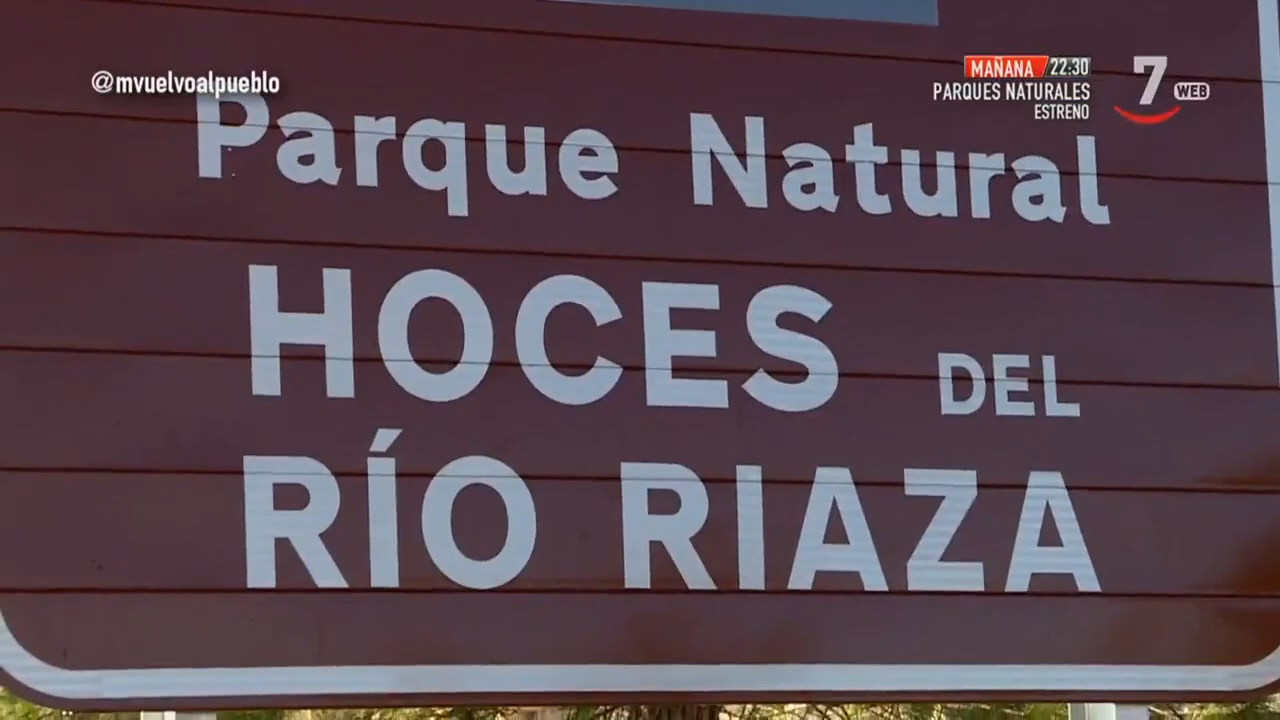 @mvuelvoalpueblo
MAÑANA 22:30
PARQUES NATURALES
ESTRENO
7 WEB
Parque Natural
HOCES DEL
RÍO RIAZA